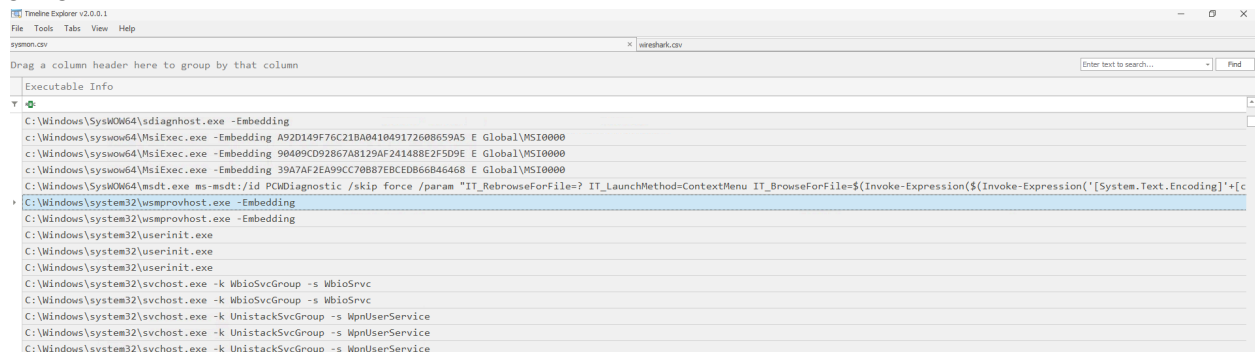 Timeline Explorer v2.0.0.1
File Tools Tabs View Help
sysmon.csv × wireshark.csv
Drag a column header here to group by that column
Enter text to search... Find
Executable Info
C:\Windows\SysWOW64\sdiagnhost.exe -Embedding
c:\Windows\syswow64\MsiExec.exe -Embedding A92D149F76C21BA041049172608659A5 E Global\MSI0000
c:\Windows\syswow64\MsiExec.exe -Embedding 90409CD92867A8129AF241488E2F5D9E E Global\MSI0000
c:\Windows\syswow64\MsiExec.exe -Embedding 39A7AF2EA99CC70B87EBCEDB66B46468 E Global\MSI0000
C:\Windows\SysWOW64\msdt.exe ms-msdt:/id PCWDiagnostic /skip force /param "IT_RebrowseForFile=? IT_LaunchMethod=ContextMenu IT_BrowseForFile=$(Invoke-Expression($(Invoke-Expression('[System.Text.Encoding]'+[c
C:\Windows\system32\wsmprovhost.exe -Embedding
C:\Windows\system32\wsmprovhost.exe -Embedding
C:\Windows\system32\userinit.exe
C:\Windows\system32\userinit.exe
C:\Windows\system32\userinit.exe
C:\Windows\system32\svchost.exe -k WbioSvcGroup -s WbioSrvc
C:\Windows\system32\svchost.exe -k WbioSvcGroup -s WbioSrvc
C:\Windows\system32\svchost.exe -k UnistackSvcGroup -s WpnUserService
C:\Windows\system32\svchost.exe -k UnistackSvcGroup -s WpnUserService
C:\Windows\system32\svchost.exe -k UnistackSvcGroup -s WpnUserService